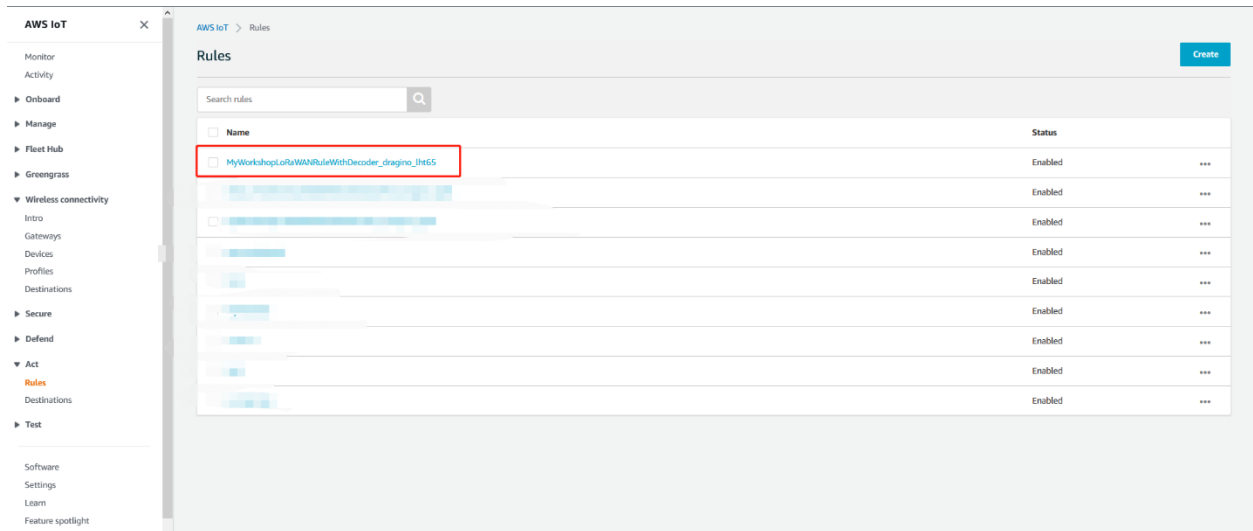 AWS IoT
Monitor
Activity
Onboard
Manage
Fleet Hub
Greengrass
Wireless connectivity
Intro
Gateways
Devices
Profiles
Destinations
Secure
Defend
Act
Rules
Destinations
Test
Software
Settings
Learn
Feature spotlight
AWS IoT > Rules
Rules
Create
Search rules
Name Status
MyWorkshopLoRaWANRuleWithDecoder_dragino_lht65 Enabled
Enabled
Enabled
Enabled
Enabled
Enabled
Enabled
Enabled
Enabled